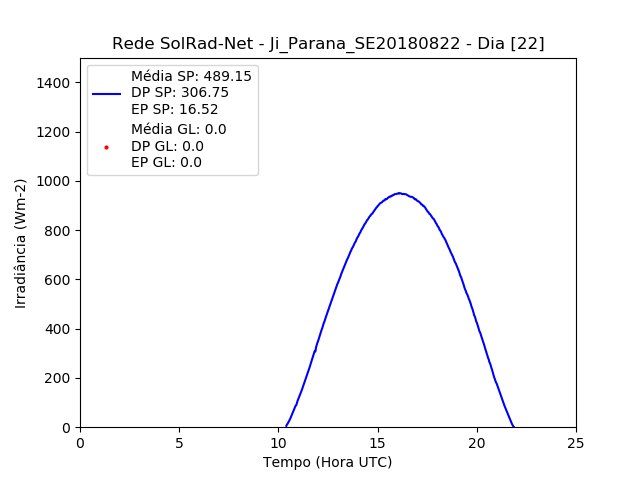 Rede SolRad-Net - Ji_Parana_SE20180822 - Dia [22]
Média SP: 489.15
DP SP: 306.75
EP SP: 16.52
Média GL: 0.0
DP GL: 0.0
EP GL: 0.0
1400
1200
1000
800
600
400
200
0
Irradiância (Wm-2)
0 5 10 15 20 25
Tempo (Hora UTC)